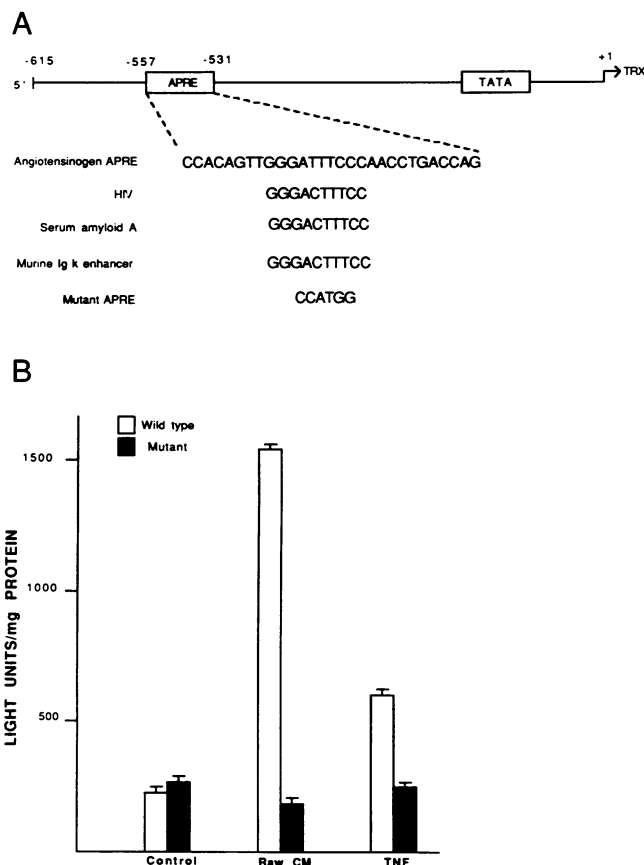 A
-615 -557 -531 +1
5' APRE TATA TRX
Angiotensinogen APRE CCACAGTTGGGATTTCCCAACCTGACCAG
HIV GGGACTTTCC
Serum amyloid A GGGACTTTCC
Murine Ig k enhancer GGGACTTTCC
Mutant APRE CCATGG
B
Wild type
Mutant
LIGHT UNITS/mg PROTEIN
1500
1000
500
Control Raw CM TNF